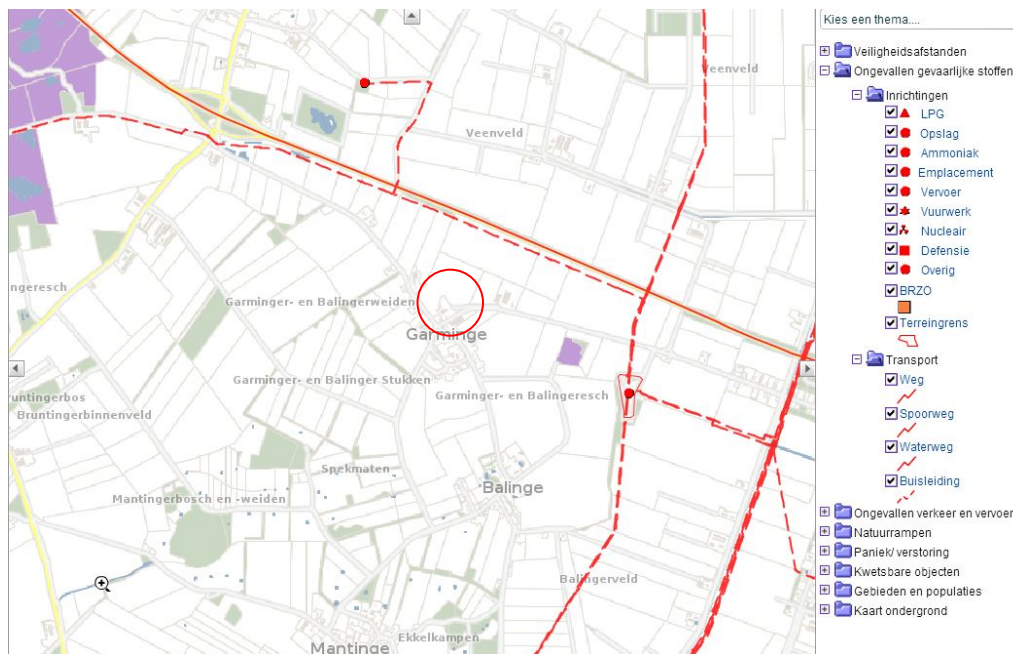 Kies een thema....
Veiligheidsafstanden
Ongevallen gevaarlijke stoffen
Inrichtingen
LPG
Opslag
Ammoniak
Emplacement
Vervoer
Vuurwerk
Nucleair
Defensie
Overig
BRZO
Terreingrens
Transport
Weg
Spoorweg
Waterweg
Buisleiding
Ongevallen verkeer en vervoer
Natuurrampen
Paniek/verstoring
Kwetsbare objecten
Gebieden en populaties
Kaart ondergrond
Veenveld
Veenveld
ngeresch
Garminger- en Balingerweiden
Garminge
Garminger- en Balinger Stukken
Garminger- en Balingeresch
runtingerbos
Bruntingerbinnenveld
Spekmaten
Balinge
Mantingerbosch en -weiden
Balingerveld
Ekkelkampen
Mantinge